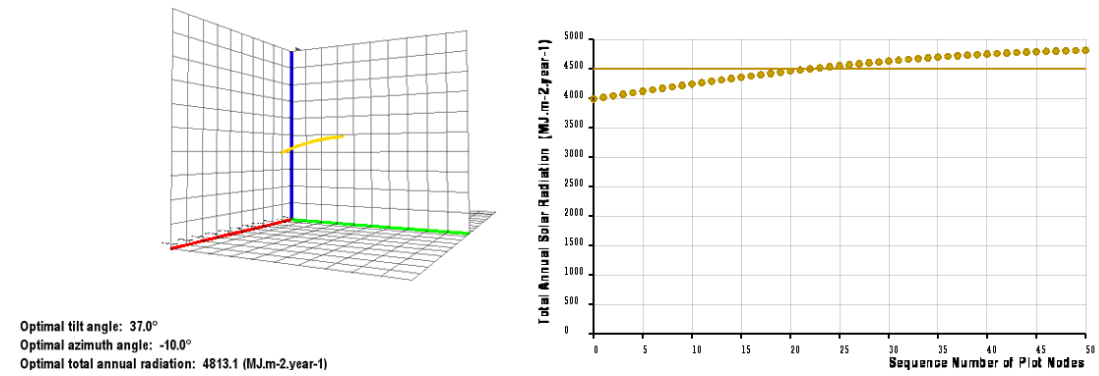 Optimal tilt angle: 37.0°
Optimal azimuth angle: -10.0°
Optimal total annual radiation: 4813.1 (MJ.m-2.year-1)
Total Annual Solar Radiation (MJ.m-2.year-1)
5000
4500
4000
3500
3000
2500
2000
1500
1000
500
0
0 5 10 15 20 25 30 35 40 45 50
Sequence Number of Plot Nodes